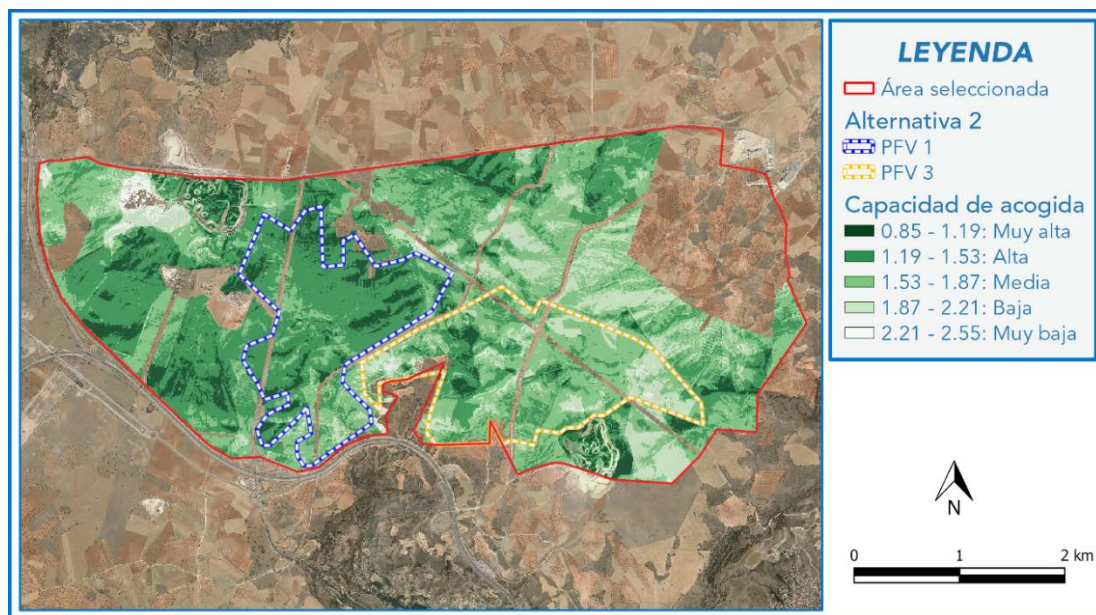 LEYENDA
Área seleccionada
Alternativa 2
PFV 1
PFV 3
Capacidad de acogida
0.85 - 1.19: Muy alta
1.19 - 1.53: Alta
1.53 - 1.87: Media
1.87 - 2.21: Baja
2.21 - 2.55: Muy baja
N
0 1 2 km